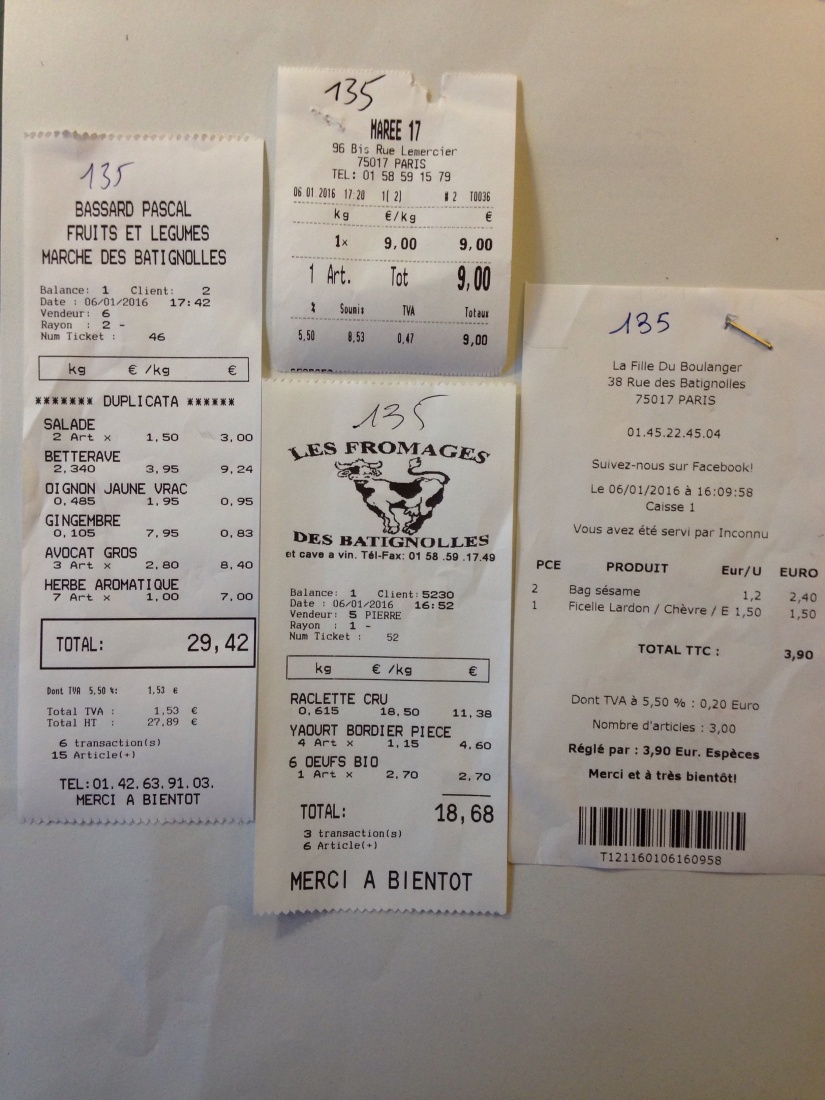 135
BASSARD PASCAL
FRUITS ET LEGUMES
MARCHE DES BATIGNOLLES
Balance: 1 Client: 2
Date : 06/01/2016 17:42
Vendeur: 6
Rayon : 2 -
Num Ticket : 46
kg € /kg €
******* DUPLICATA ******
SALADE
2 Art x 1,50 3,00
BETTERAVE
2,340 3,95 9,24
OIGNON JAUNE VRAC
0,485 1,95 0,95
GINGEMBRE
0,105 7,95 0,83
AVOCAT GROS
3 Art x 2,80 8,40
HERBE AROMATIQUE
7 Art x 1,00 7,00
TOTAL: 29,42
Dont TVA 5,50 %: 1,53 €
Total TVA : 1,53 €
Total HT : 27,89 €
6 transaction(s)
15 Article(+)
TEL:01.42.63.91.03.
MERCI A BIENTOT
135
MAREE 17
96 Bis Rue Lemercier
75017 PARIS
TEL: 01 58 59 15 79
06 01 2016 17:20 1( 2) # 2 T0036
kg €/kg €
1x 9,00 9,00
1 Art. Tot 9,00
% Soumis TVA Totaux
5,50 8,53 0,47 9,00
135
LES FROMAGES
DES BATIGNOLLES
et cave a vin. Tél-Fax: 01 58 .59 .17.49
Balance: 1 Client: 5230
Date : 06/01/2016 16:52
Vendeur: 5 PIERRE
Rayon : 1 -
Num Ticket : 52
kg € /kg €
RACLETTE CRU
0,615 18,50 11,38
YAOURT BORDIER PIECE
4 Art x 1,15 4,60
6 OEUFS BIO
1 Art x 2,70 2,70
TOTAL: 18,68
3 transaction(s)
6 Article(+)
MERCI A BIENTOT
135
La Fille Du Boulanger
38 Rue des Batignolles
75017 PARIS
01.45.22.45.04
Suivez-nous sur Facebook!
Le 06/01/2016 à 16:09:58
Caisse 1
Vous avez été servi par Inconnu
PCE PRODUIT Eur/U EURO
2 Bag sésame 1,2 2,40
1 Ficelle Lardon / Chèvre / E 1,50 1,50
TOTAL TTC : 3,90
Dont TVA à 5,50 % : 0,20 Euro
Nombre d'articles : 3,00
Réglé par : 3,90 Eur. Espèces
Merci et à très bientôt!
T121160106160958